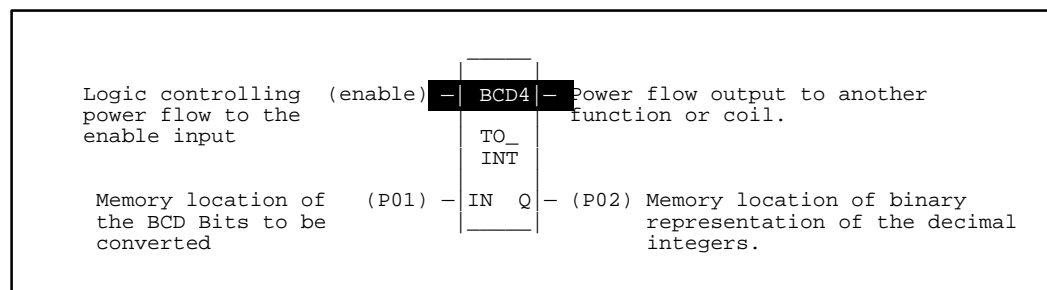 Logic controlling (enable) –| BCD4 |– Power flow output to another
power flow to the function or coil.
enable input TO_
INT
Memory location of (P01) – IN Q – (P02) Memory location of binary
the BCD Bits to be representation of the decimal
converted integers.